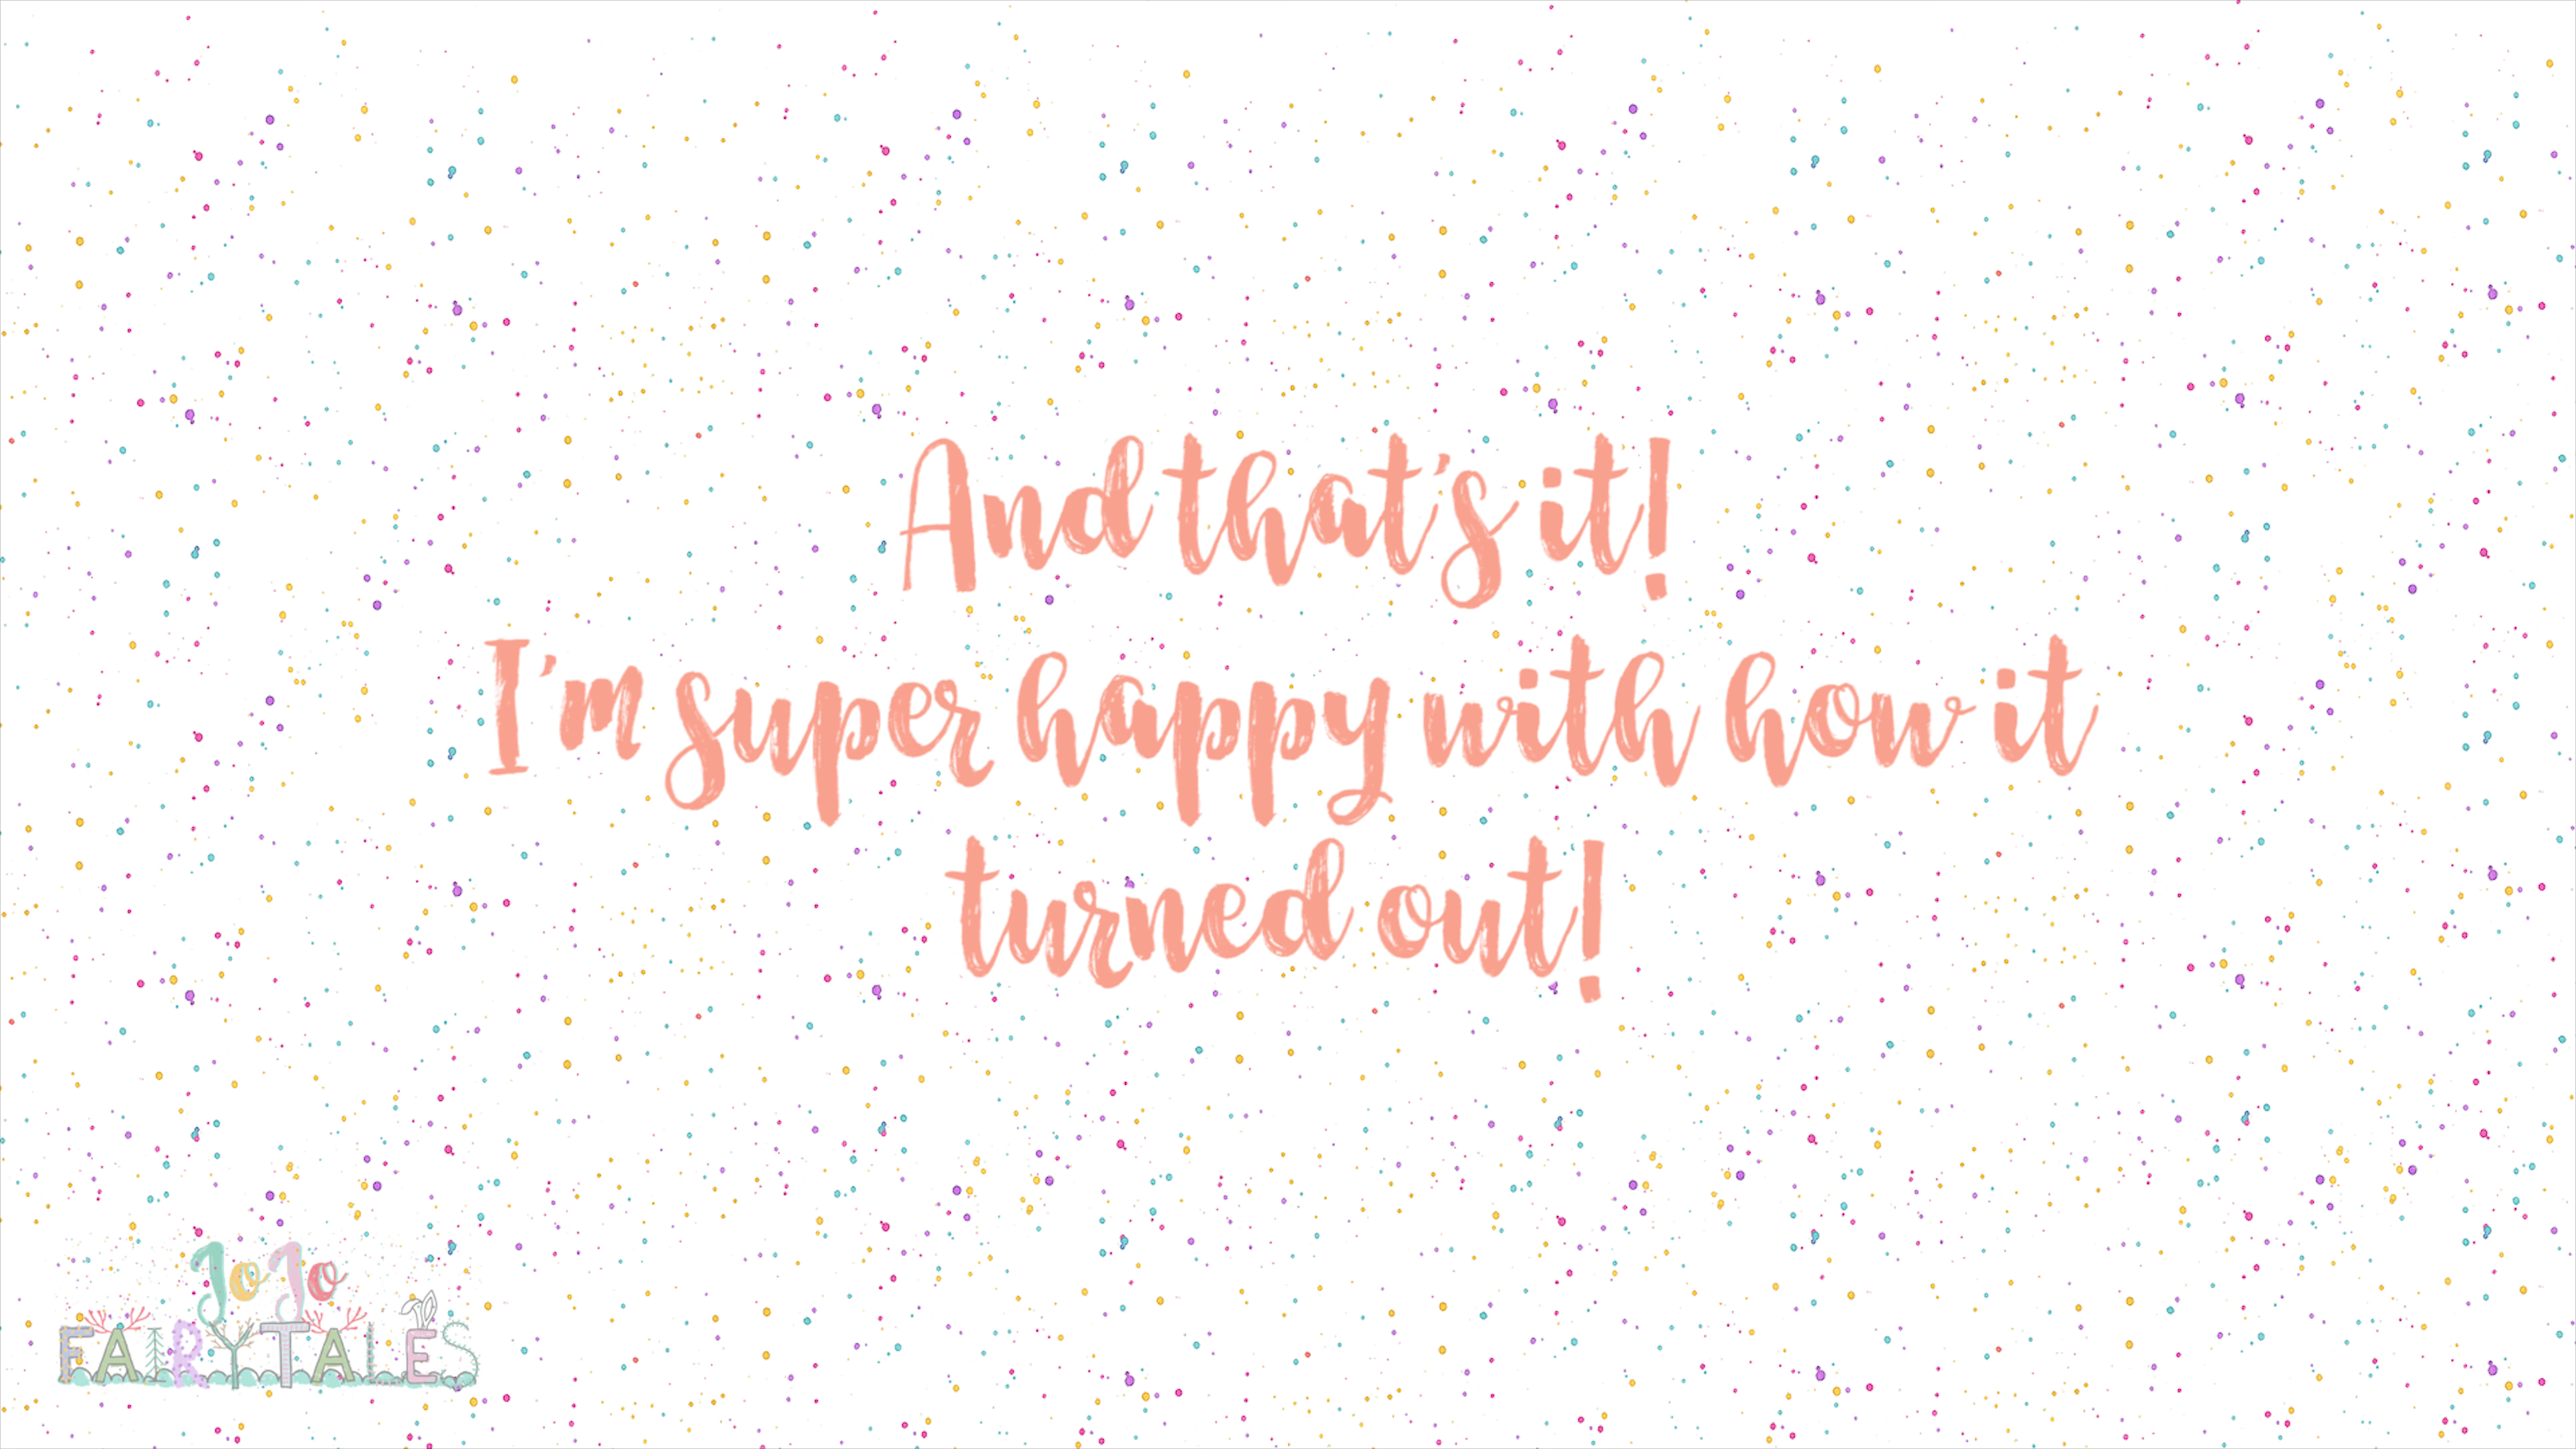 And that's it!
I'm super happy with how it
turned out!
JoJo
FAIRYTALES